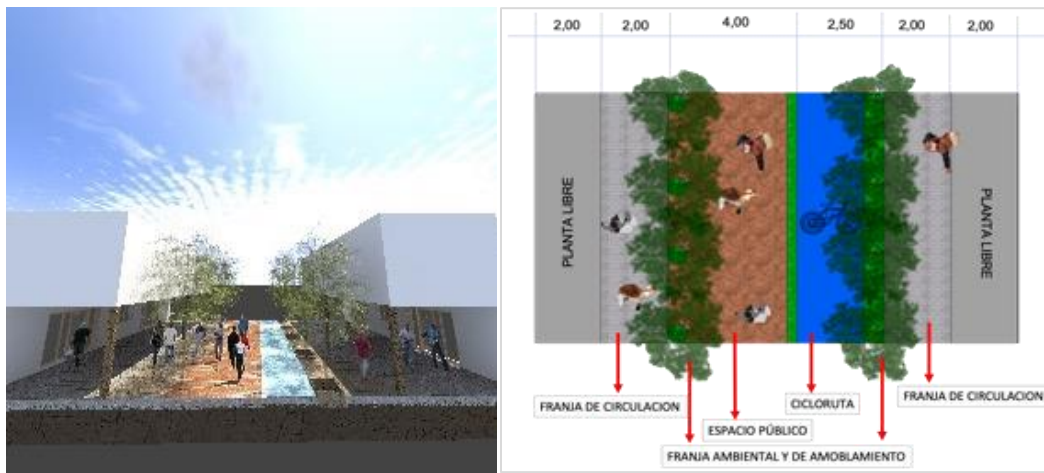 2,00 2,00 4,00 2,50 2,00 2,00
PLANTA LIBRE
PLANTA LIBRE
FRANJA DE CIRCULACION
CICLORUTA
FRANJA DE CIRCULACION
ESPACIO PÚBLICO
FRANJA AMBIENTAL Y DE AMOBLAMIENTO